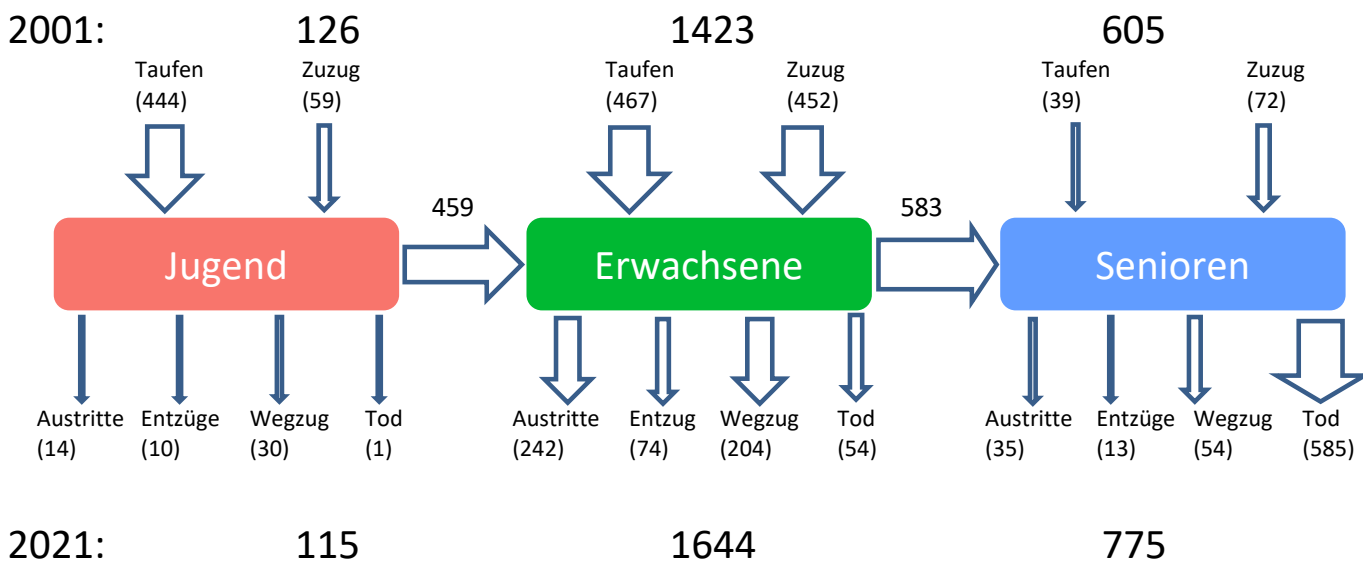 2001: 126 1423 605
Taufen Zuzug Taufen Zuzug Taufen Zuzug
(444) (59) (467) (452) (39) (72)
459 583
Jugend Erwachsene Senioren
Austritte Entzüge Wegzug Tod Austritte Entzug Wegzug Tod Austritte Entzüge Wegzug Tod
(14) (10) (30) (1) (242) (74) (204) (54) (35) (13) (54) (585)
2021: 115 1644 775